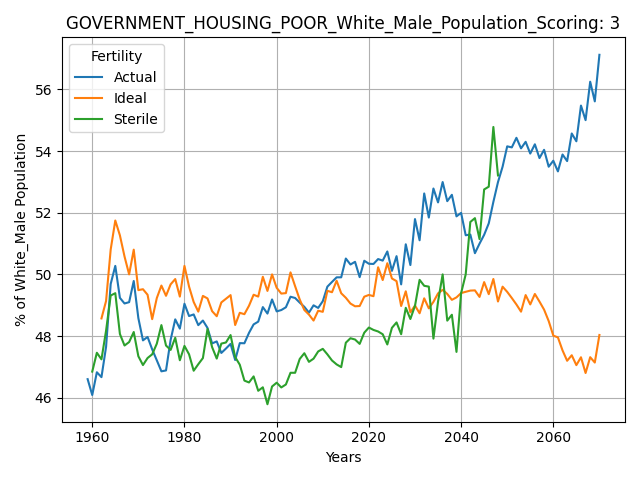 GOVERNMENT_HOUSING_POOR_White_Male_Population_Scoring: 3
Fertility
Actual
Ideal
Sterile
% of White_Male Population
56
54
52
50
48
46
1960 1980 2000 2020 2040 2060
Years